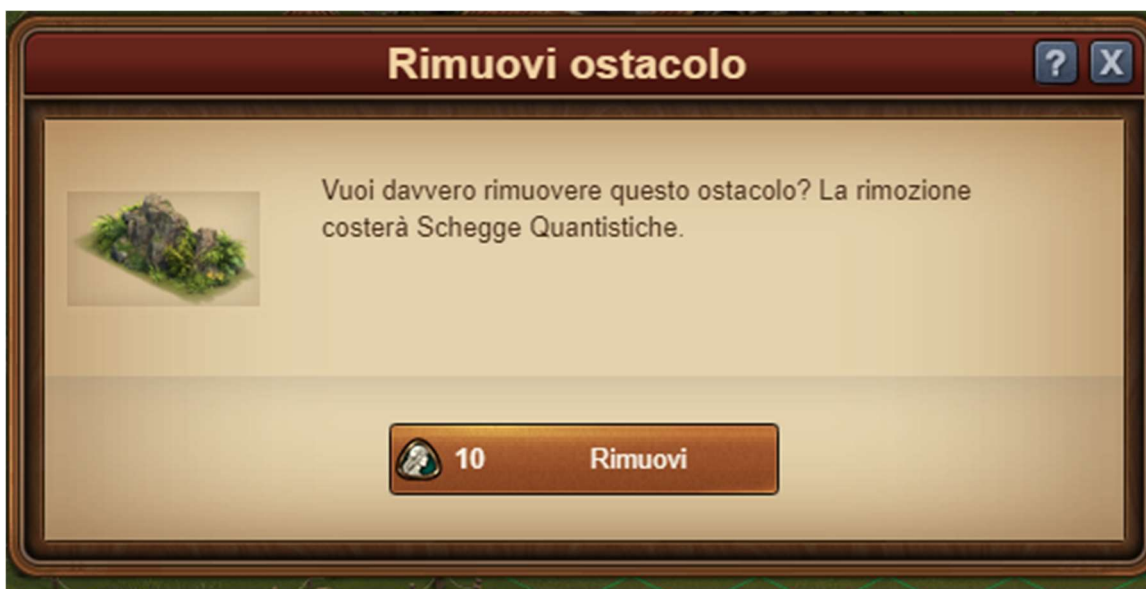 Rimuovi ostacolo
? X
Vuoi davvero rimuovere questo ostacolo? La rimozione
costerà Schegge Quantistiche.
10 Rimuovi